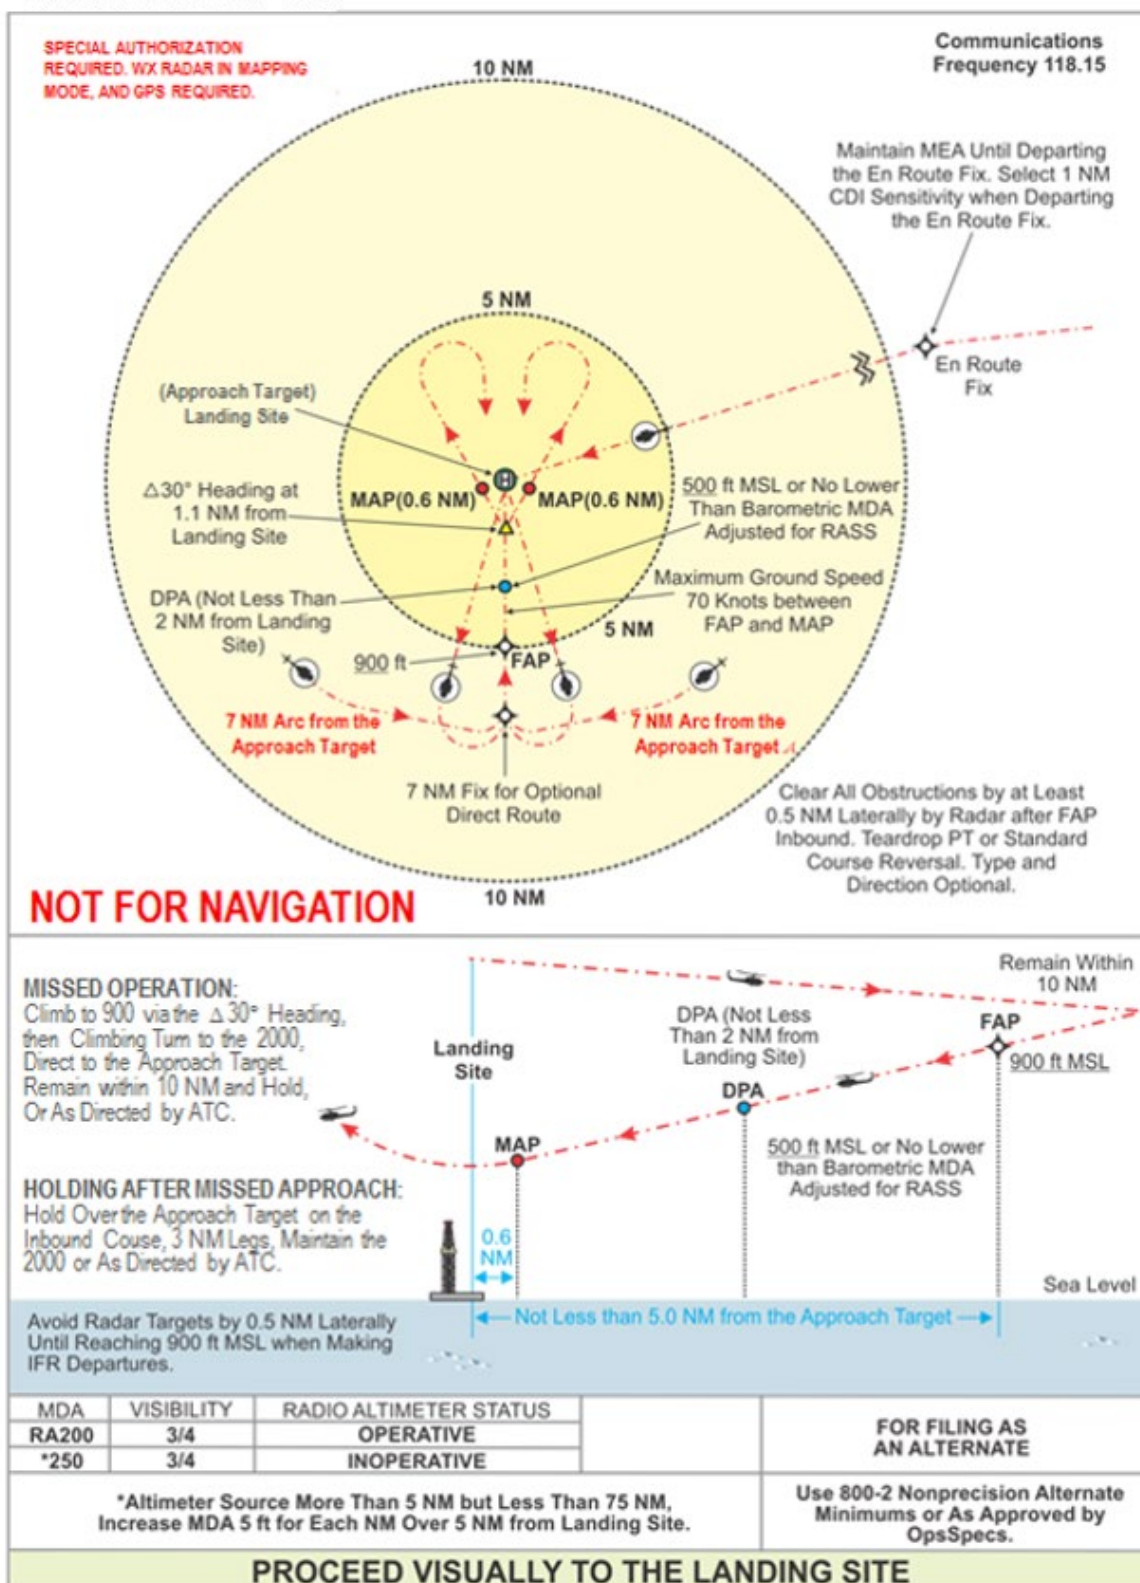 SPECIAL AUTHORIZATION
REQUIRED. WX RADAR IN MAPPING
MODE, AND GPS REQUIRED.
Communications
Frequency 118.15
10 NM
Maintain MEA Until Departing
the En Route Fix. Select 1 NM
CDI Sensitivity when Departing
the En Route Fix.
5 NM
En Route
Fix
(Approach Target)
Landing Site
H
MAP(0.6 NM)
MAP(0.6 NM)
△30° Heading at
1.1 NM from
Landing Site
500 ft MSL or No Lower
Than Barometric MDA
Adjusted for RASS
DPA (Not Less Than
2 NM from Landing
Site)
Maximum Ground Speed
70 Knots between
FAP and MAP
5 NM
900 ft
FAP
7 NM Arc from the
Approach Target
7 NM Arc from the
Approach Target
7 NM Fix for Optional
Direct Route
Clear All Obstructions by at Least
0.5 NM Laterally by Radar after FAP
Inbound. Teardrop PT or Standard
Course Reversal. Type and
Direction Optional.
10 NM
NOT FOR NAVIGATION
MISSED OPERATION:
Climb to 900 via the △30° Heading,
then Climbing Turn to the 2000,
Direct to the Approach Target.
Remain within 10 NM and Hold,
Or As Directed by ATC.
HOLDING AFTER MISSED APPROACH:
Hold Over the Approach Target on the
Inbound Couse, 3 NM Legs, Maintain the
2000 or As Directed by ATC.
Landing
Site
Remain Within
10 NM
DPA (Not Less
Than 2 NM from
Landing Site)
FAP
900 ft MSL
DPA
MAP
500 ft MSL or No Lower
than Barometric MDA
Adjusted for RASS
0.6
NM
Sea Level
Not Less than 5.0 NM from the Approach Target
Avoid Radar Targets by 0.5 NM Laterally
Until Reaching 900 ft MSL when Making
IFR Departures.
MDA VISIBILITY RADIO ALTIMETER STATUS
RA200 3/4 OPERATIVE
*250 3/4 INOPERATIVE
FOR FILING AS
AN ALTERNATE
*Altimeter Source More Than 5 NM but Less Than 75 NM,
Increase MDA 5 ft for Each NM Over 5 NM from Landing Site.
Use 800-2 Nonprecision Alternate
Minimums or As Approved by
OpsSpecs.
PROCEED VISUALLY TO THE LANDING SITE